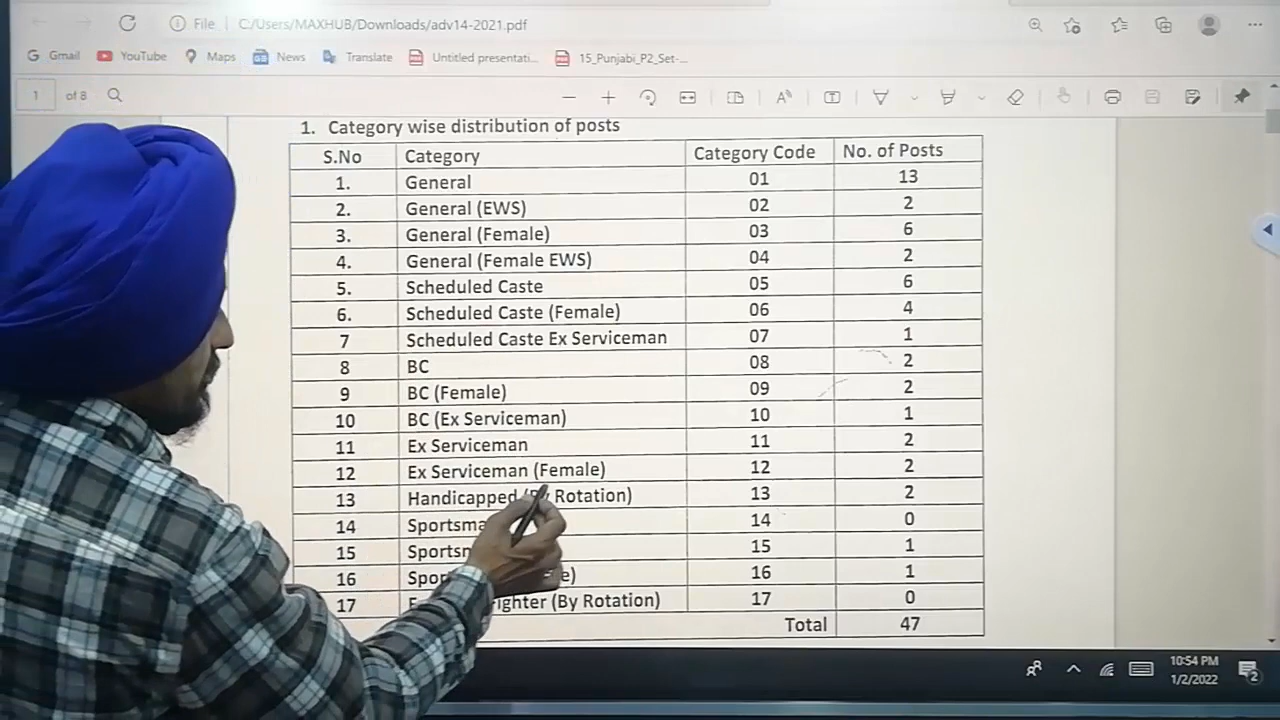 File C:/Users/MAXHUB/Downloads/adv14-2021.pdf
Gmail YouTube Maps News Translate Untitled presentati... 15_Punjabi_P2_Set-...
1 of 8
1. Category wise distribution of posts
S.No Category Category Code No. of Posts
1. General 01 13
2. General (EWS) 02 2
3. General (Female) 03 6
4. General (Female EWS) 04 2
5. Scheduled Caste 05 6
6. Scheduled Caste (Female) 06 4
7 Scheduled Caste Ex Serviceman 07 1
8 BC 08 2
9 BC (Female) 09 2
10 BC (Ex Serviceman) 10 1
11 Ex Serviceman 11 2
12 Ex Serviceman (Female) 12 2
13 Handicapped Rotation) 13 2
14 14 0
15 15 1
16 16 1
17 (By Rotation) 17 0
Total 47
10:54 PM
1/2/2022
2